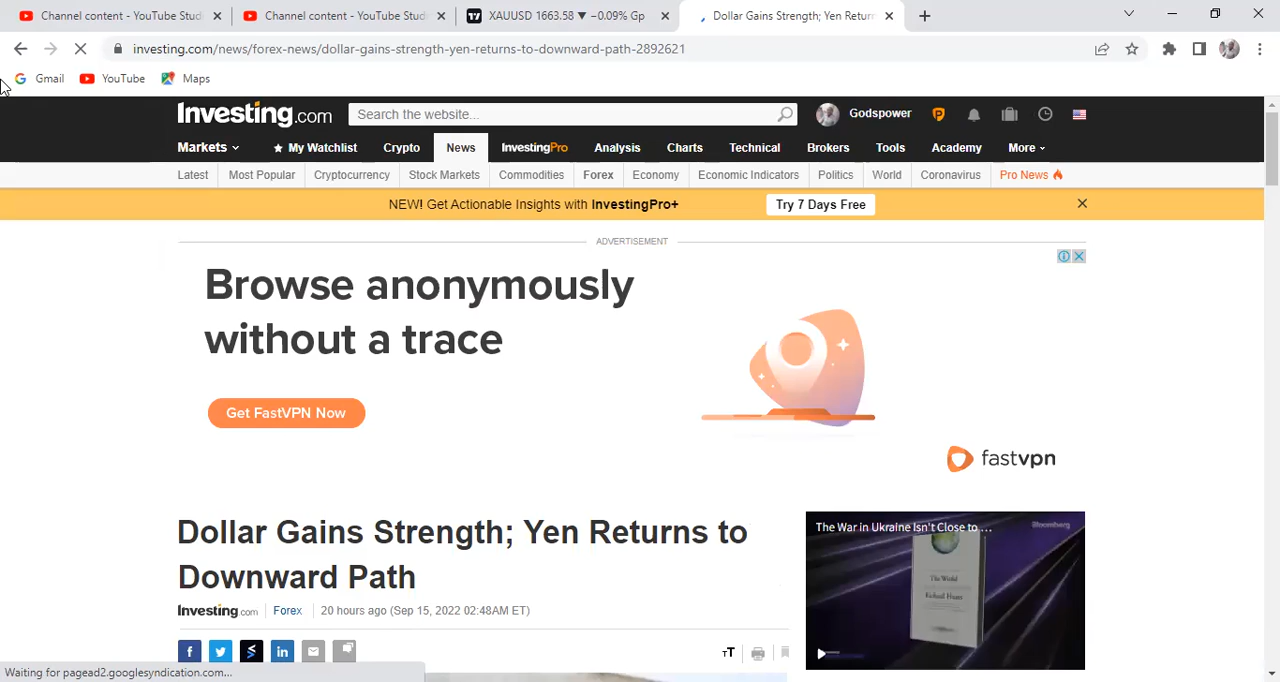 Channel content - YouTube Stud
Channel content - YouTube Stud
XAUUSD 1663.58 ▼ −0.09% Gp
Dollar Gains Strength; Yen Return
investing.com/news/forex-news/dollar-gains-strength-yen-returns-to-downward-path-2892621
Gmail YouTube Maps
Investing.com Search the website... Godspower
Markets My Watchlist Crypto News InvestingPro Analysis Charts Technical Brokers Tools Academy More
Latest Most Popular Cryptocurrency Stock Markets Commodities Forex Economy Economic Indicators Politics World Coronavirus Pro News
NEW! Get Actionable Insights with InvestingPro+ Try 7 Days Free
ADVERTISEMENT
Browse anonymously
without a trace
Get FastVPN Now
fastvpn
Dollar Gains Strength; Yen Returns to
Downward Path
Investing.com Forex 20 hours ago (Sep 15, 2022 02:48AM ET)
The War in Ukraine Isn't Close to ...
Bloomberg
The World
TT
Waiting for pagead2.googlesyndication.com...